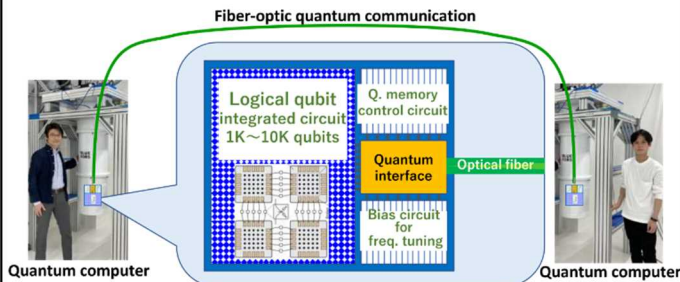 Fiber-optic quantum communication
Logical qubit
integrated circuit
1K～10K qubits
Q. memory
control circuit
Quantum
interface
Optical fiber
Bias circuit
for
freq. tuning
Quantum computer
Quantum computer